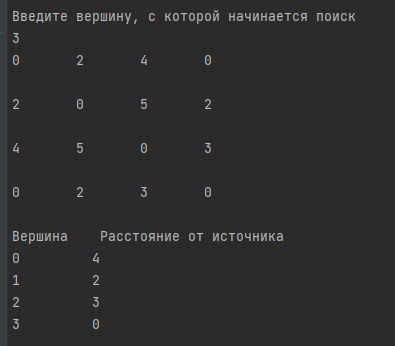 Введите вершину, с которой начинается поиск
3
0 2 4 0
2 0 5 2
4 5 0 3
0 2 3 0
Вершина Расстояние от источника
0 4
1 2
2 3
3 0